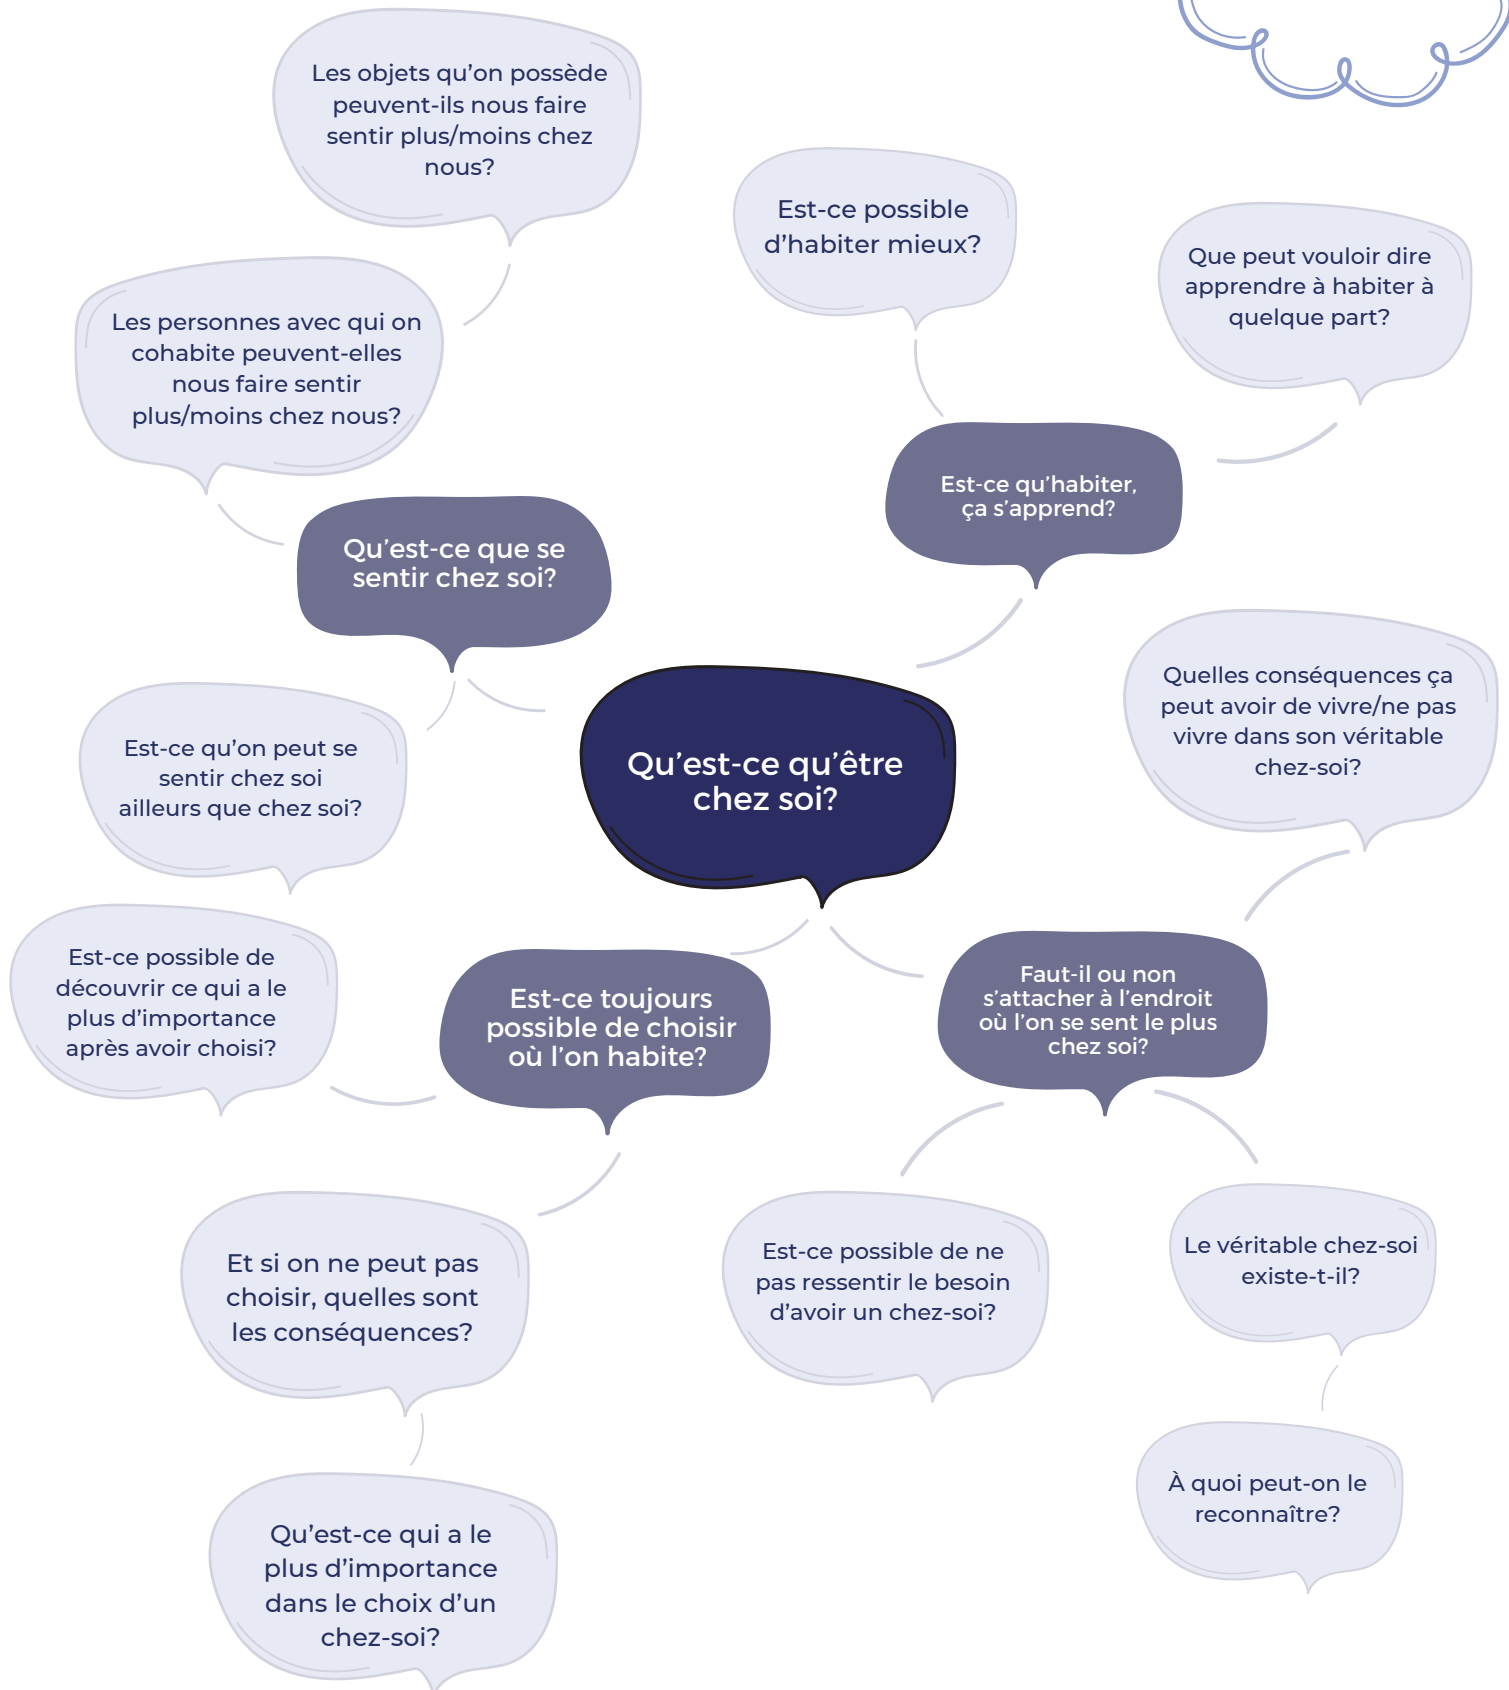 Les objets qu'on possède
peuvent-ils nous faire
sentir plus/moins chez
nous?
Est-ce possible
d'habiter mieux?
Que peut vouloir dire
apprendre à habiter à
quelque part?
Les personnes avec qui on
cohabite peuvent-elles
nous faire sentir
plus/moins chez nous?
Est-ce qu'habiter,
ça s'apprend?
Qu'est-ce que se
sentir chez soi?
Quelles conséquences ça
peut avoir de vivre/ne pas
vivre dans son véritable
chez-soi?
Est-ce qu'on peut se
sentir chez soi
ailleurs que chez soi?
Qu'est-ce qu'être
chez soi?
Est-ce possible de
découvrir ce qui a le
plus d'importance
après avoir choisi?
Est-ce toujours
possible de choisir
où l'on habite?
Faut-il ou non
s'attacher à l'endroit
où l'on se sent le plus
chez soi?
Et si on ne peut pas
choisir, quelles sont
les conséquences?
Est-ce possible de ne
pas ressentir le besoin
d'avoir un chez-soi?
Le véritable chez-soi
existe-t-il?
À quoi peut-on le
reconnaître?
Qu'est-ce qui a le
plus d'importance
dans le choix d'un
chez-soi?